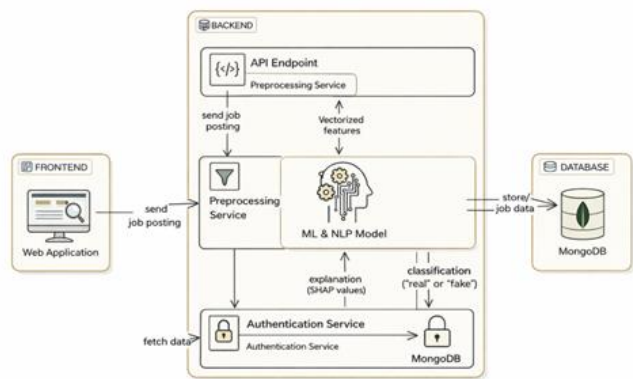 BACKEND
{</>}
API Endpoint
Preprocessing Service
send job
posting
Vectorized
features
FRONTEND
Web Application
send
job posting
Preprocessing
Service
ML & NLP Model
store/
job data
DATABASE
MongoDB
explanation
(SHAP values)
classification
("real" or "fake")
fetch data
Authentication Service
Authentication Service
MongoDB